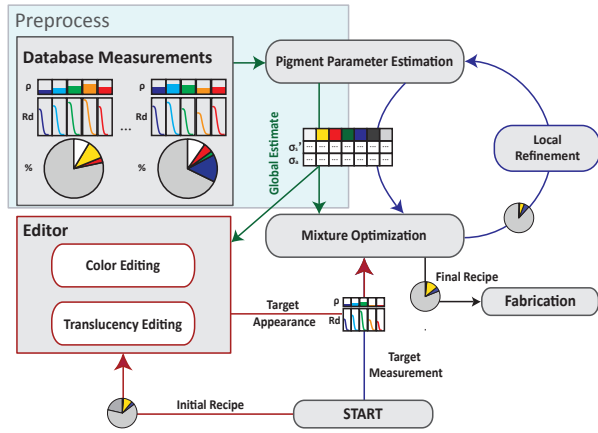 Preprocess
Database Measurements
ρ
Rd
...
ρ
Rd
%
%
Pigment Parameter Estimation
Global Estimate
σs'
σa
... ... ... ... ... ... ...
... ... ... ... ... ... ...
Local
Refinement
Editor
Color Editing
Translucency Editing
Mixture Optimization
Final Recipe
Fabrication
Target
Appearance
ρ
Rd
Target
Measurement
Initial Recipe
START